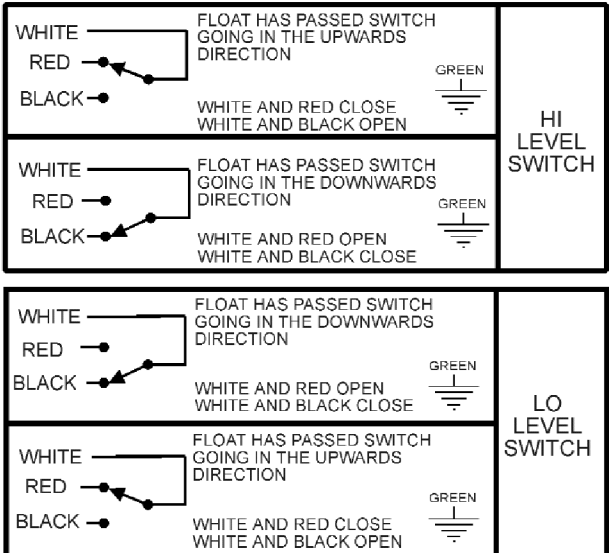 WHITE
RED
BLACK
FLOAT HAS PASSED SWITCH
GOING IN THE UPWARDS
DIRECTION
GREEN
WHITE AND RED CLOSE
WHITE AND BLACK OPEN
WHITE
RED
BLACK
FLOAT HAS PASSED SWITCH
GOING IN THE DOWNWARDS
DIRECTION
GREEN
WHITE AND RED OPEN
WHITE AND BLACK CLOSE
HI
LEVEL
SWITCH
WHITE
RED
BLACK
FLOAT HAS PASSED SWITCH
GOING IN THE DOWNWARDS
DIRECTION
GREEN
WHITE AND RED OPEN
WHITE AND BLACK CLOSE
WHITE
RED
BLACK
FLOAT HAS PASSED SWITCH
GOING IN THE UPWARDS
DIRECTION
GREEN
WHITE AND RED CLOSE
WHITE AND BLACK OPEN
LO
LEVEL
SWITCH